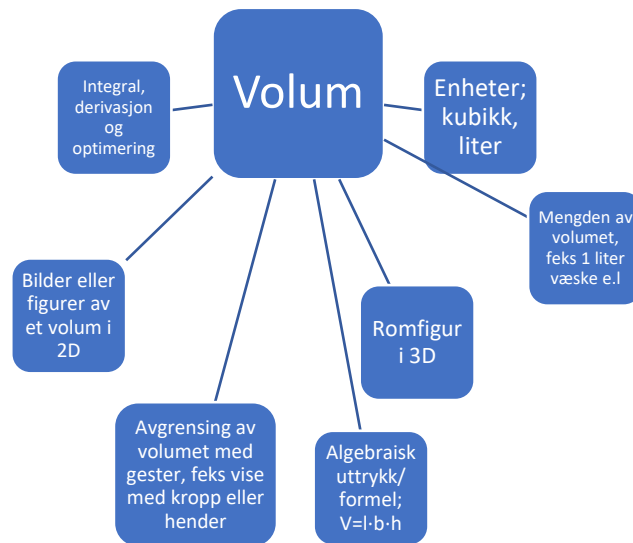 Volum
Integral,
derivasjon
og
optimering
Enheter;
kubikk,
liter
Mengden av
volumet,
feks 1 liter
væske e.l
Bilder eller
figurer av
et volum i
2D
Romfigur
i 3D
Avgrensing av
volumet med
gester, feks vise
med kropp eller
hender
Algebraisk
uttrykk/
formel;
V=l·b·h